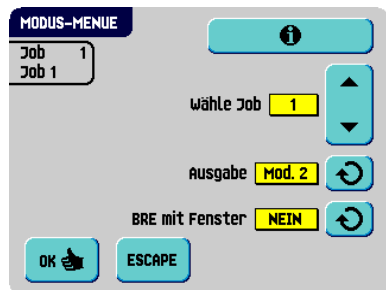 MODUS-MENUE
Job 1
Job 1
Wähle Job 1
Ausgabe Mod. 2
BRE mit Fenster NEIN
OK ESCAPE